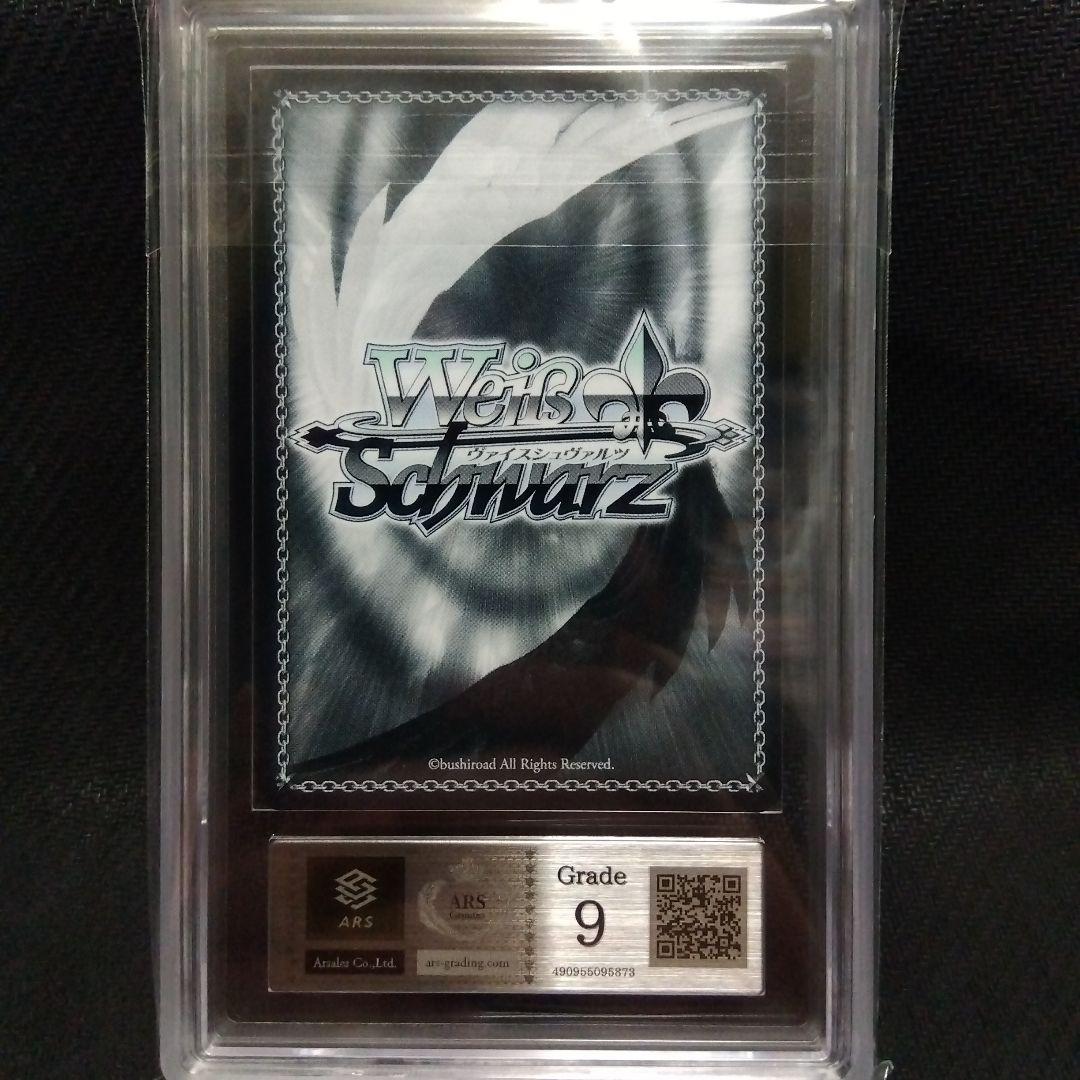 Weiß
ヴァイスシュヴァルツ
Schwarz
©bushiroad All Rights Reserved.
ARS
Arsales Co.,Ltd.
ARS
ars-grading.com
Grade
9
490955095873